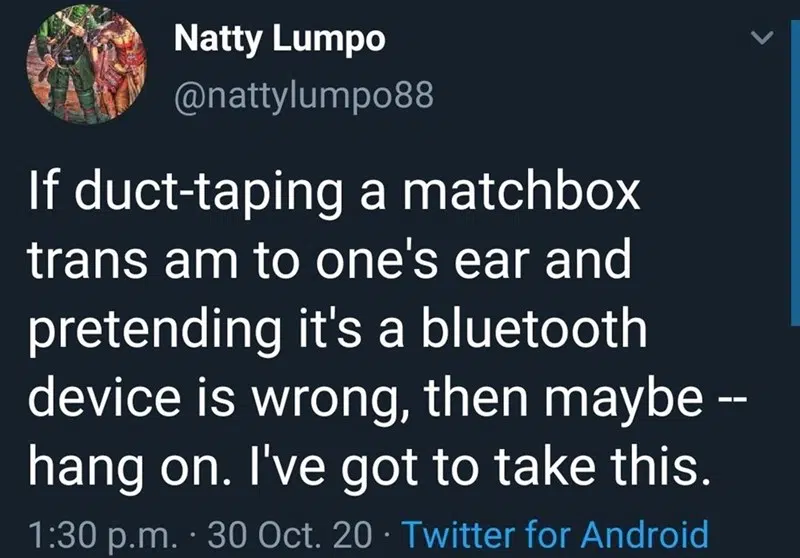 Natty Lumpo
@nattylumpo88
If duct-taping a matchbox
trans am to one's ear and
pretending it's a bluetooth
device is wrong, then maybe --
hang on. I've got to take this.
1:30 p.m. · 30 Oct. 20 · Twitter for Android